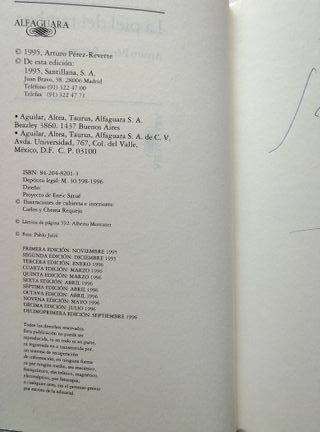 ALFAGUARA
© 1995, Arturo Pérez-Reverte
© De esta edición:
1995, Santillana, S. A.
Juan Bravo, 38. 28006 Madrid
Teléfono (91) 322 47 00
Telefax (91) 322 47 71
• Aguilar, Altea, Taurus, Alfaguara S. A.
Beazley 3860. 1437 Buenos Aires
• Aguilar, Altea, Taurus, Alfaguara S. A. de C. V.
Avda. Universidad, 767, Col. del Valle,
México, D.F. C. P. 03100
ISBN: 84-204-8201-3
Depósito legal: M. 30.598-1996
Diseño:
Proyecto de Enric Satué
© Ilustraciones de cubierta e interiores:
Carlos y Chema Requejo
© Lámina de página 592: Alberto Montaner
© Foto: Pablo Juliá
PRIMERA EDICIÓN: NOVIEMBRE 1995
SEGUNDA EDICIÓN: DICIEMBRE 1995
TERCERA EDICIÓN: ENERO 1996
CUARTA EDICIÓN: MARZO 1996
QUINTA EDICIÓN: MARZO 1996
SEXTA EDICIÓN: ABRIL 1996
SÉPTIMA EDICIÓN: ABRIL 1996
OCTAVA EDICIÓN: ABRIL 1996
NOVENA EDICIÓN: MAYO 1996
DÉCIMA EDICIÓN: JULIO 1996
DECIMOPRIMERA EDICIÓN: SEPTIEMBRE 1996
Todos los derechos reservados.
Esta publicación no puede ser
reproducida, ni en todo ni en parte,
ni registrada en o transmitida por,
un sistema de recuperación
de información, en ninguna forma
ni por ningún medio, sea mecánico,
fotoquímico, electrónico, magnético,
electroóptico, por fotocopia,
o cualquier otro, sin el permiso previo
por escrito de la editorial.